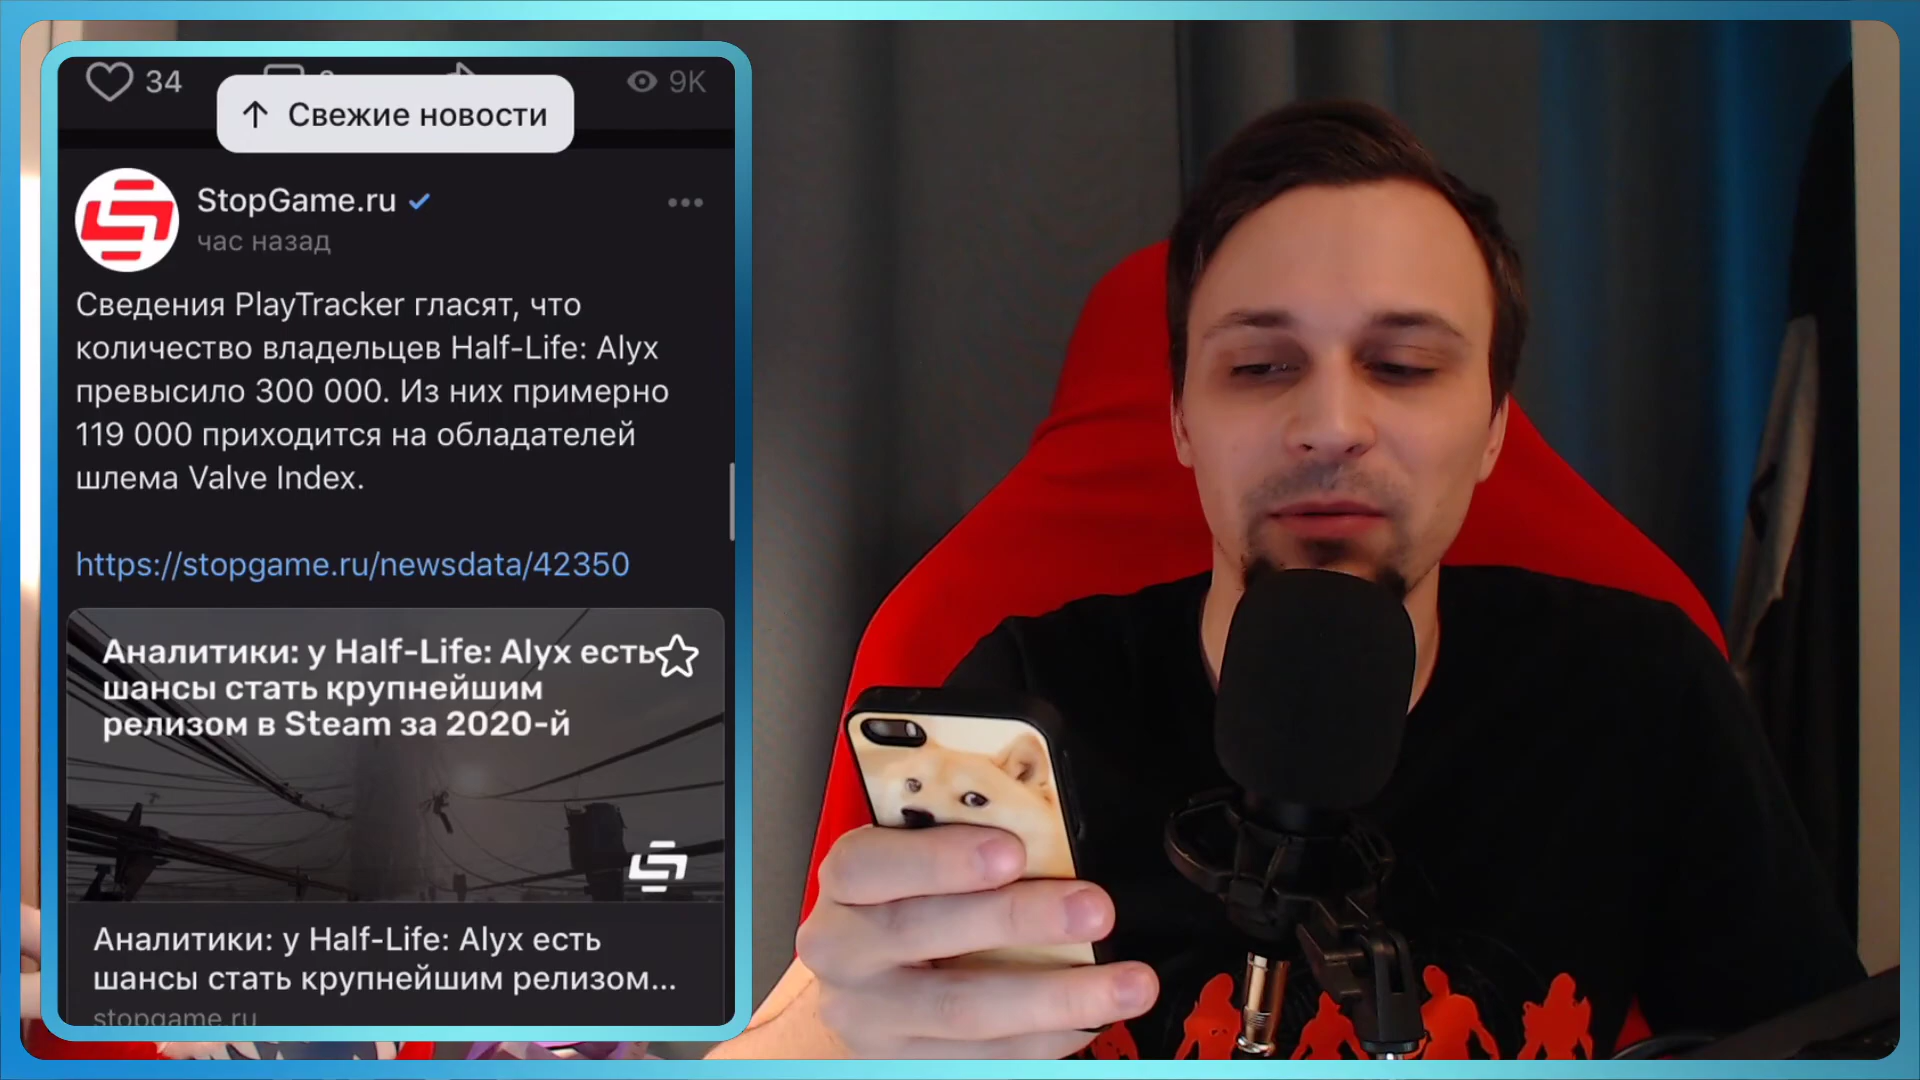 34
9K
Свежие новости
StopGame.ru
час назад
Сведения PlayTracker гласят, что
количество владельцев Half-Life: Alyx
превысило 300 000. Из них примерно
119 000 приходится на обладателей
шлема Valve Index.
https://stopgame.ru/newsdata/42350
Аналитики: у Half-Life: Alyx есть
шансы стать крупнейшим
релизом в Steam за 2020-й
Аналитики: у Half-Life: Alyx есть
шансы стать крупнейшим релизом...
stopgame.ru